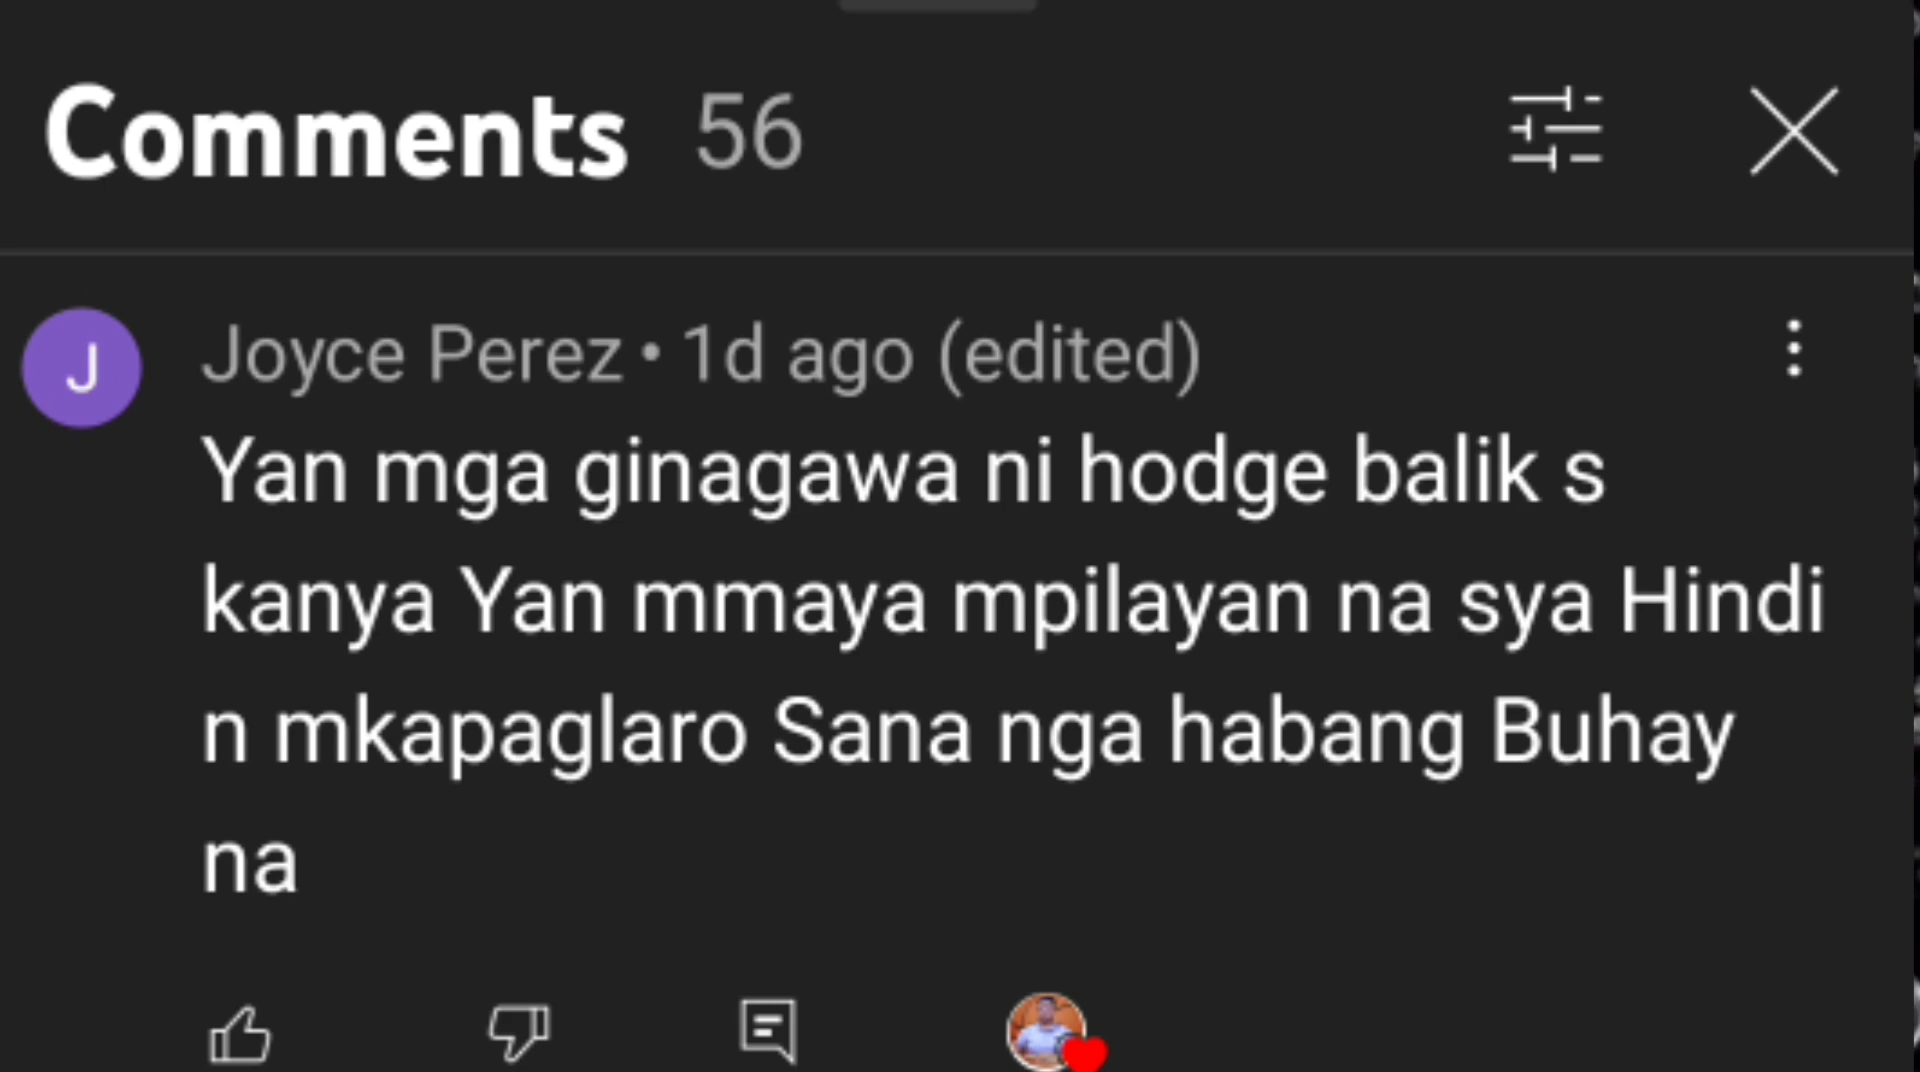 Comments 56
J
Joyce Perez • 1d ago (edited)
Yan mga ginagawa ni hodge balik s
kanya Yan mmaya mpilayan na sya Hindi
n mkapaglaro Sana nga habang Buhay
na